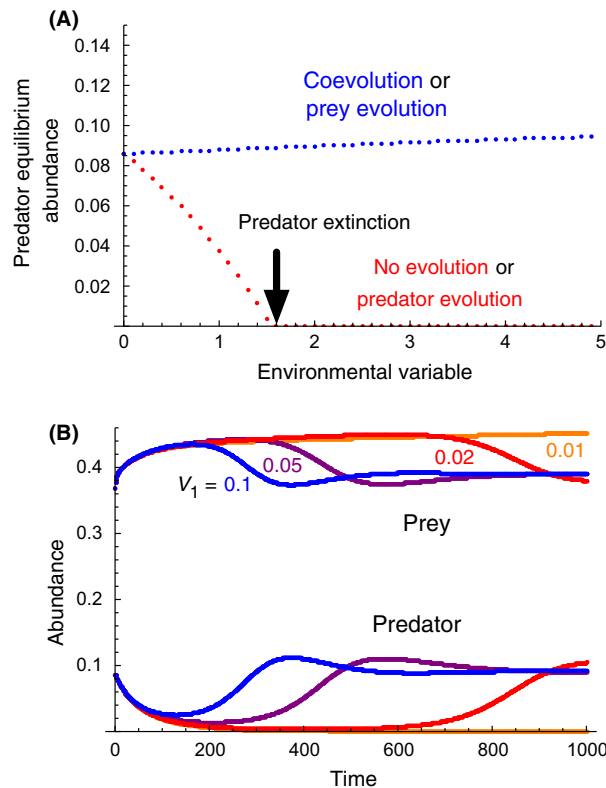 (A)
0.14
0.12
0.10
0.08
0.06
0.04
0.02
Predator equilibrium
abundance
Coevolution or
prey evolution
Predator extinction
No evolution or
predator evolution
0 1 2 3 4 5
Environmental variable
(B)
0.4
0.3
0.2
0.1
Abundance
V1 = 0.1
0.05
0.02
0.01
Prey
Predator
0 200 400 600 800 1000
Time